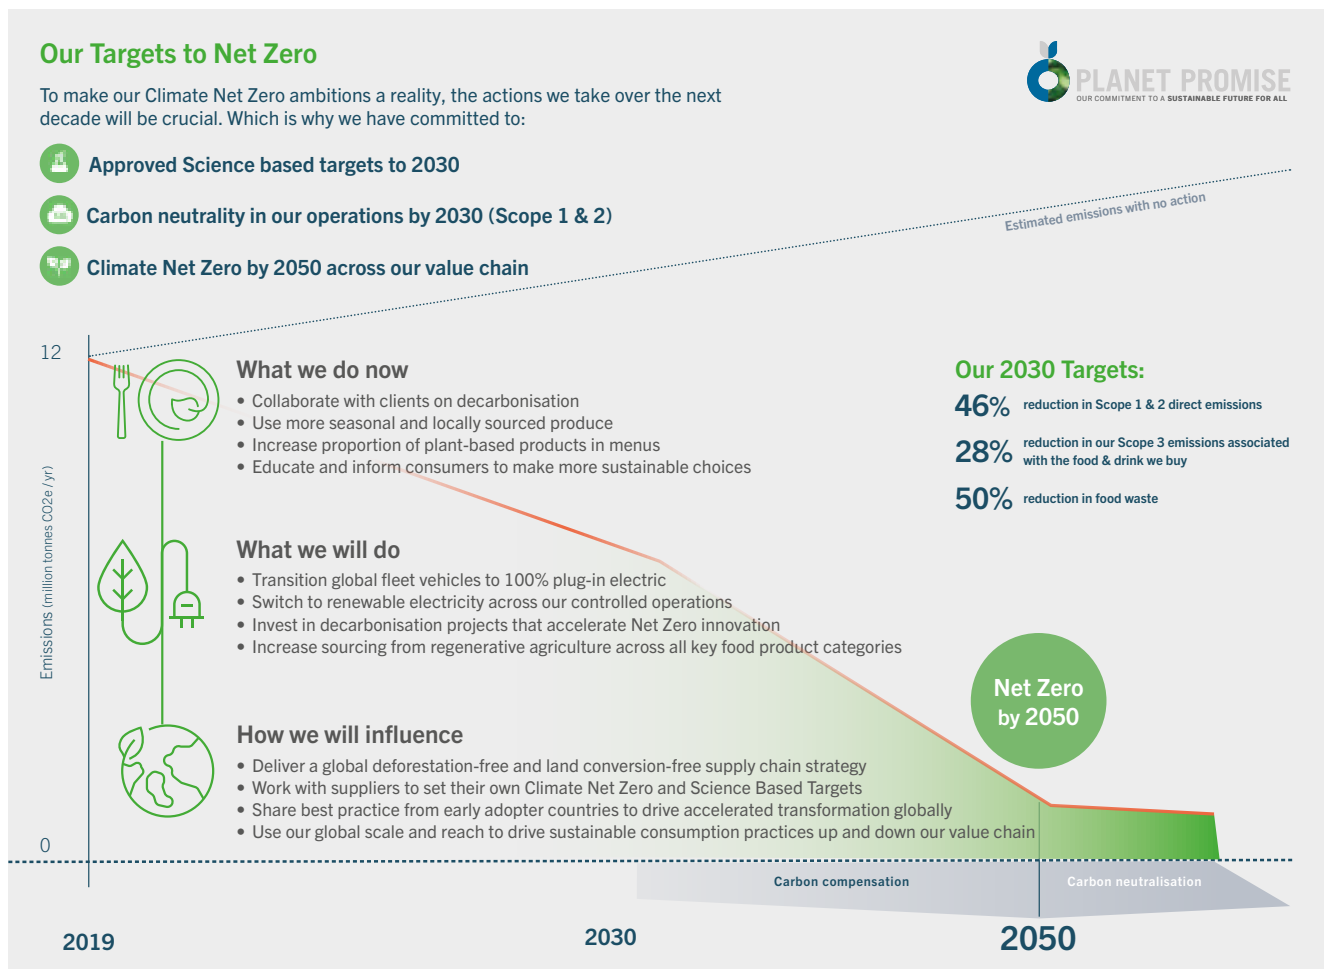 Our Targets to Net Zero
PLANET PROMISE
OUR COMMITMENT TO A SUSTAINABLE FUTURE FOR ALL
To make our Climate Net Zero ambitions a reality, the actions we take over the next
decade will be crucial. Which is why we have committed to:
Approved Science based targets to 2030
Carbon neutrality in our operations by 2030 (Scope 1 & 2)
Climate Net Zero by 2050 across our value chain
Estimated emissions with no action
12
Emissions (million tonnes CO2e / yr)
0
What we do now
• Collaborate with clients on decarbonisation
• Use more seasonal and locally sourced produce
• Increase proportion of plant-based products in menus
• Educate and inform consumers to make more sustainable choices
Our 2030 Targets:
46% reduction in Scope 1 & 2 direct emissions
28% reduction in our Scope 3 emissions associated
with the food & drink we buy
50% reduction in food waste
What we will do
• Transition global fleet vehicles to 100% plug-in electric
• Switch to renewable electricity across our controlled operations
• Invest in decarbonisation projects that accelerate Net Zero innovation
• Increase sourcing from regenerative agriculture across all key food product categories
Net Zero
by 2050
How we will influence
• Deliver a global deforestation-free and land conversion-free supply chain strategy
• Work with suppliers to set their own Climate Net Zero and Science Based Targets
• Share best practice from early adopter countries to drive accelerated transformation globally
• Use our global scale and reach to drive sustainable consumption practices up and down our value chain
Carbon compensation
Carbon neutralisation
2019
2030
2050